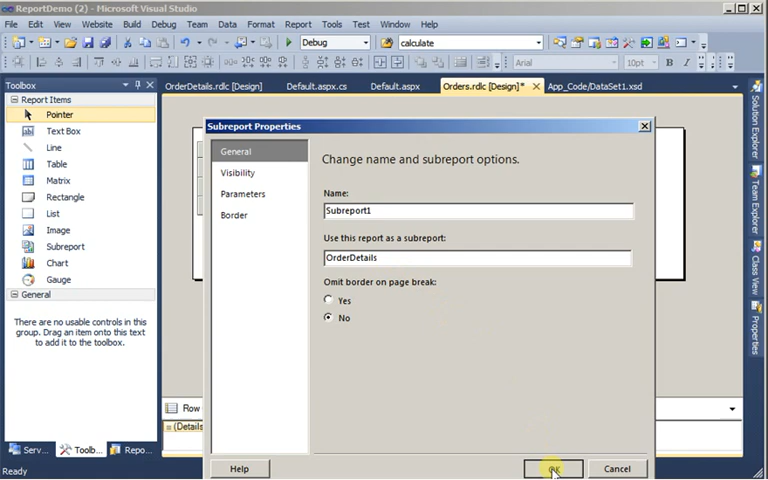 ReportDemo (2) - Microsoft Visual Studio
File Edit View Website Build Debug Team Data Format Report Tools Test Window Help
Debug calculate
Arial 10pt B I
Toolbox OrderDetails.rdlc [Design] Default.aspx.cs Default.aspx Orders.rdlc [Design]* App_Code/DataSet1.xsd
Report Items
Pointer
Text Box
Line
Table
Matrix
Rectangle
List
Image
Subreport
Chart
Gauge
General
There are no usable controls in this
group. Drag an item onto this text
to add it to the toolbox.
Serv... Toolb... Repo...
Ready
Subreport Properties
General
Visibility
Parameters
Border
Change name and subreport options.
Name:
Subreport1
Use this report as a subreport:
OrderDetails
Omit border on page break:
Yes
No
Help OK Cancel
Row
(Details
Solution Explorer
Team Explorer
Class View
Properties